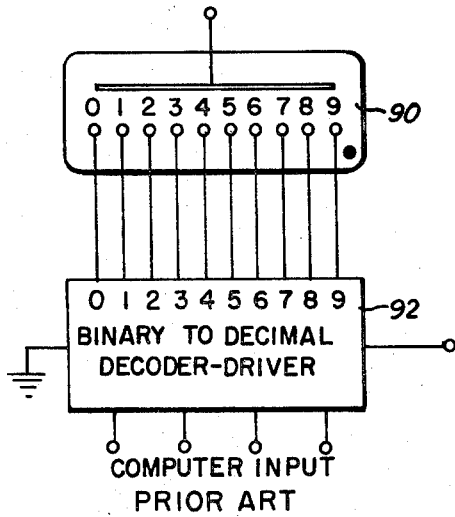 0 1 2 3 4 5 6 7 8 9
90
0 1 2 3 4 5 6 7 8 9
92
BINARY TO DECIMAL
DECODER-DRIVER
COMPUTER INPUT
PRIOR ART